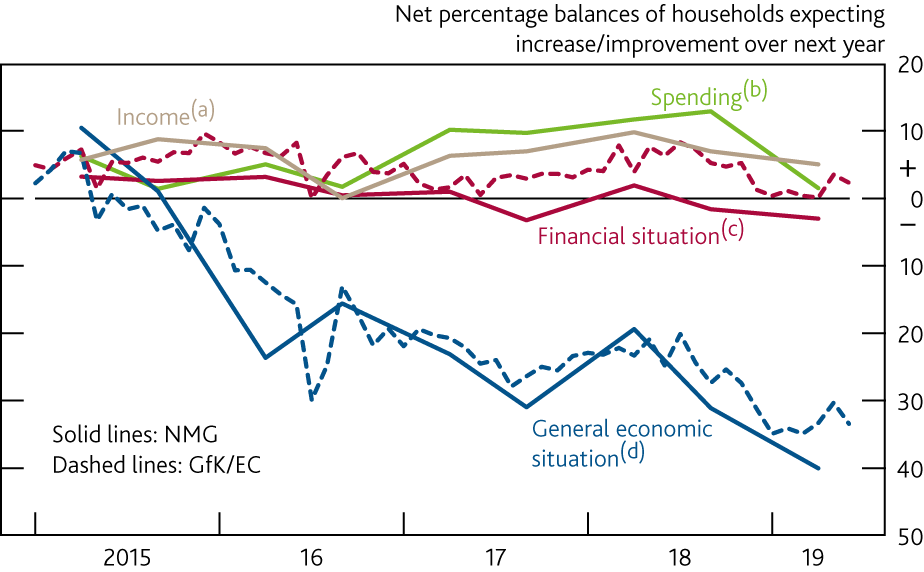 Net percentage balances of households expecting
increase/improvement over next year
20
Spending(b)
Income(a)
10
+
0
–
Financial situation(c)
10
20
30
General economic
situation(d)
Solid lines: NMG
Dashed lines: GfK/EC
40
50
2015 16 17 18 19